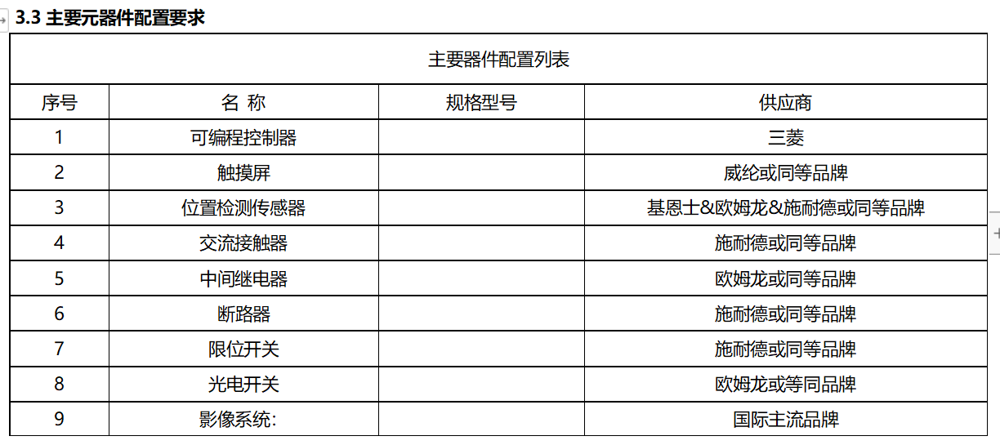 3.3 主要元器件配置要求
主要器件配置列表
序号 名 称 规格型号 供应商
1 可编程控制器 三菱
2 触摸屏 威纶或同等品牌
3 位置检测传感器 基恩士&欧姆龙&施耐德或同等品牌
4 交流接触器 施耐德或同等品牌
5 中间继电器 欧姆龙或同等品牌
6 断路器 施耐德或同等品牌
7 限位开关 施耐德或同等品牌
8 光电开关 欧姆龙或等同品牌
9 影像系统: 国际主流品牌